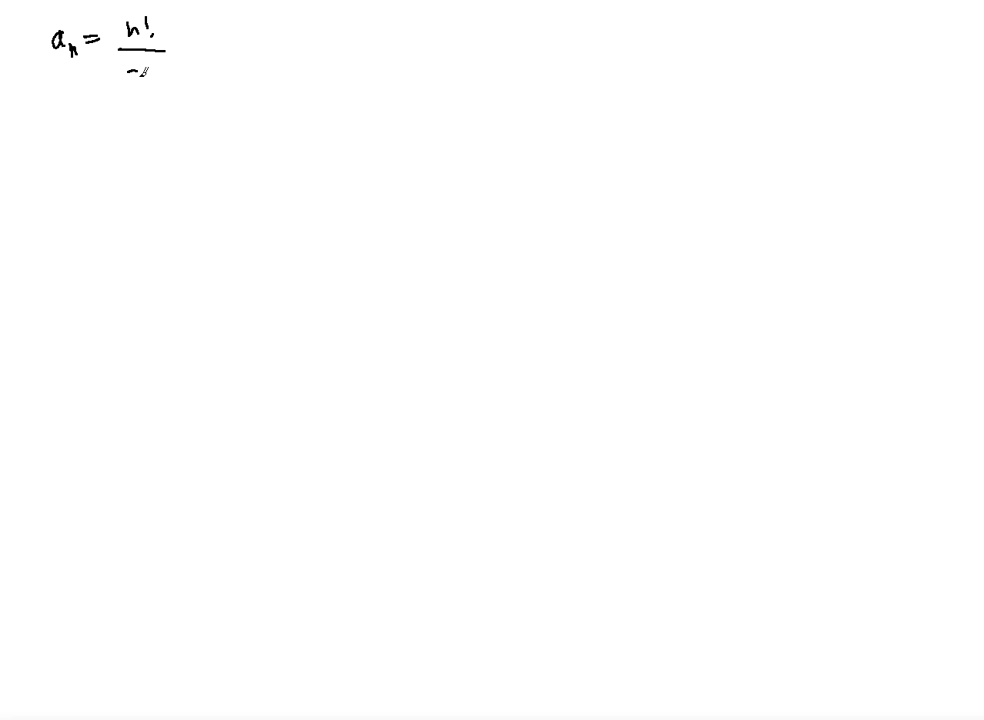 aₙ = n!